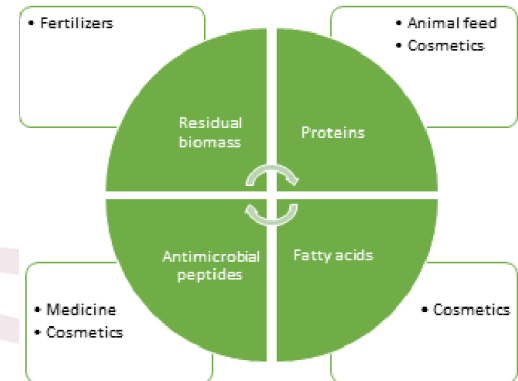 • Fertilizers
• Animal feed
• Cosmetics
Residual
biomass
Proteins
Antimicrobial
peptides
Fatty acids
• Medicine
• Cosmetics
• Cosmetics